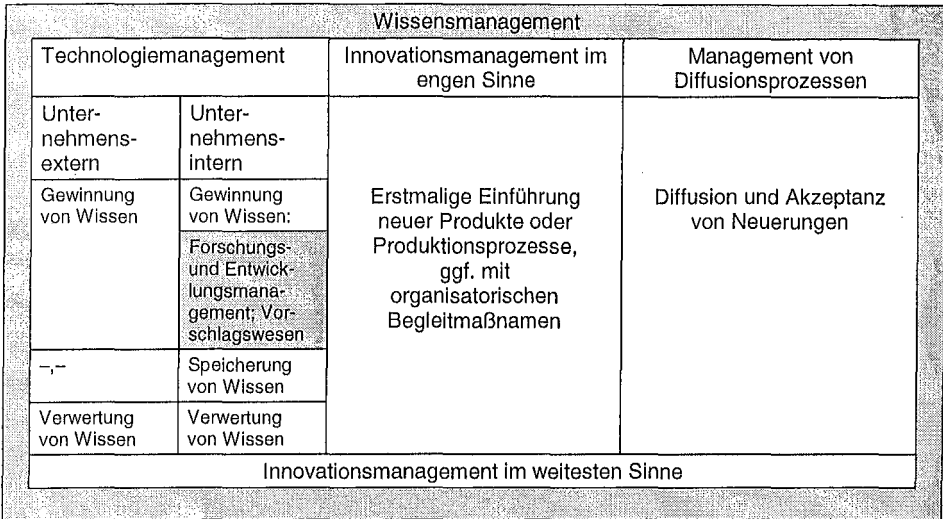 Wissensmanagement
Technologiemanagement
Innovationsmanagement im
engen Sinne
Management von
Diffusionsprozessen
Unter-
nehmens-
extern
Unter-
nehmens-
intern
Gewinnung
von Wissen
Gewinnung
von Wissen:
Forschungs-
und Entwick-
lungsmana-
gement; Vor-
schlagswesen
–,–
Speicherung
von Wissen
Verwertung
von Wissen
Verwertung
von Wissen
Erstmalige Einführung
neuer Produkte oder
Produktionsprozesse,
ggf. mit
organisatorischen
Begleitmaßnamen
Diffusion und Akzeptanz
von Neuerungen
Innovationsmanagement im weitesten Sinne